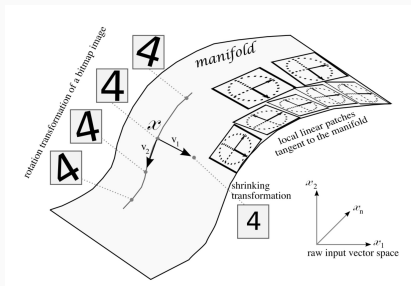 manifold
rotation transformation of a bitmap image
4
4
4
4
x
v1
v2
shrinking
transformation
4
local linear patches
tangent to the manifold
x2
xn
x1
raw input vector space